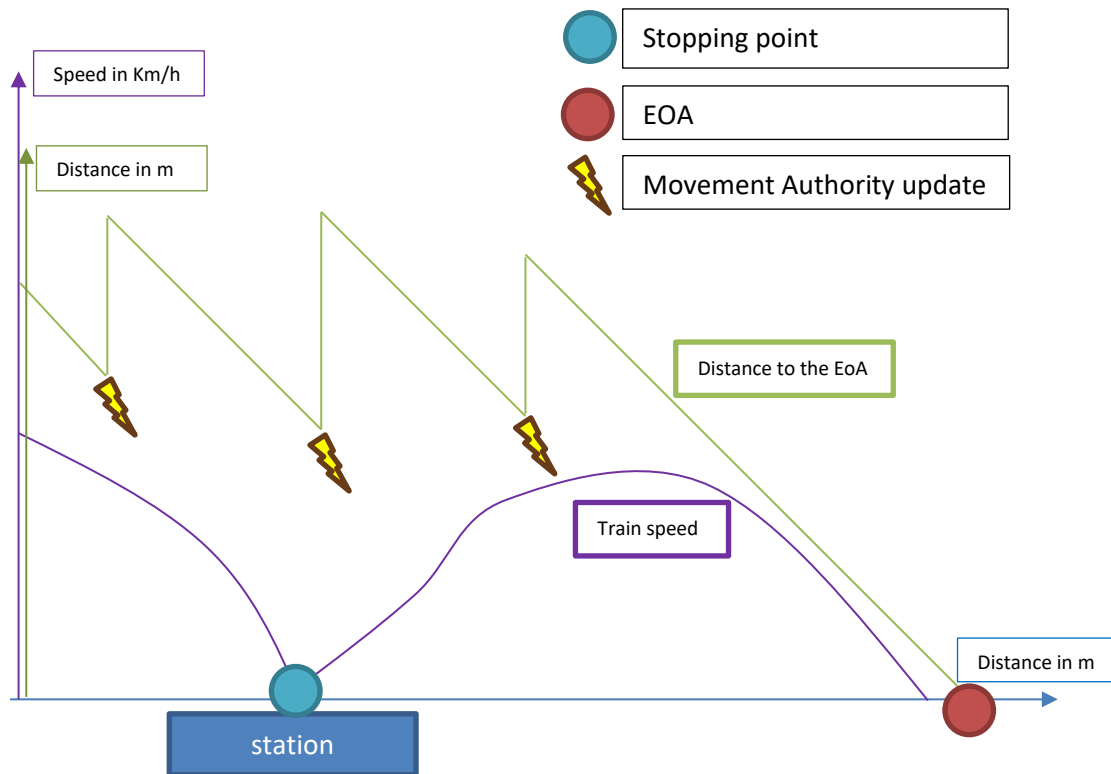 Stopping point
Speed in Km/h
EOA
Distance in m
Movement Authority update
Distance to the EoA
Train speed
Distance in m
station